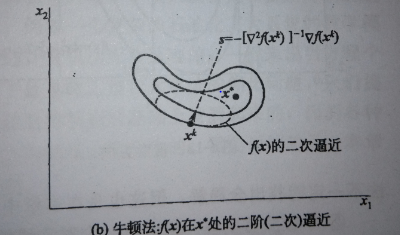 x₂
s=-[∇²f(xᵏ)]⁻¹∇f(xᵏ)
x*
xᵏ
f(x)的二次逼近
x₁
(b) 牛顿法:f(x)在x*处的二阶(二次)逼近